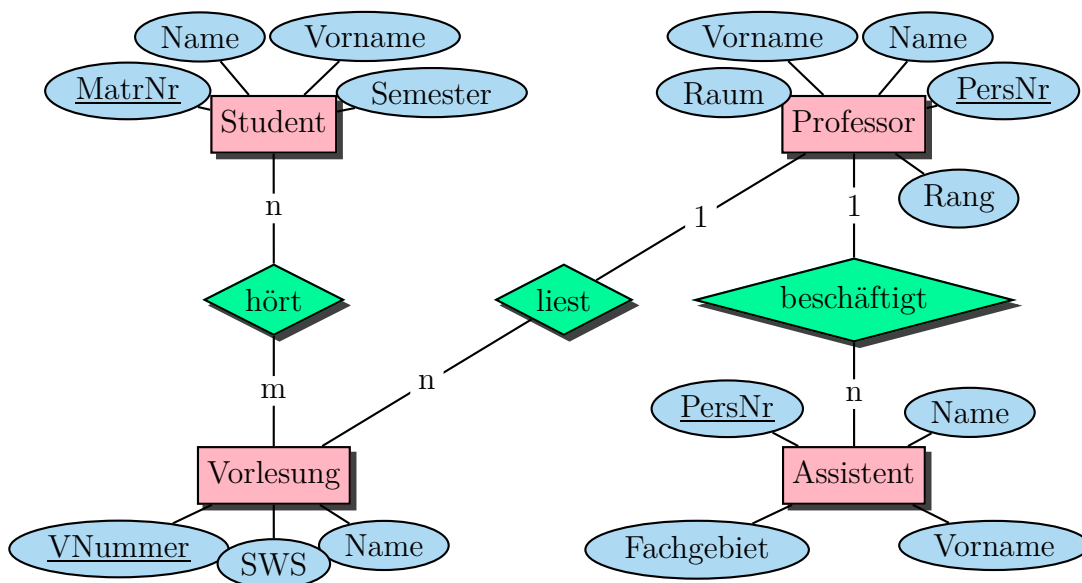 Name
Vorname
MatrNr
Semester
Student
Vorname
Name
Raum
PersNr
Professor
Rang
n
1
1
hört
liest
beschäftigt
m
n
n
PersNr
Name
Vorlesung
Assistent
VNummer
SWS
Name
Fachgebiet
Vorname